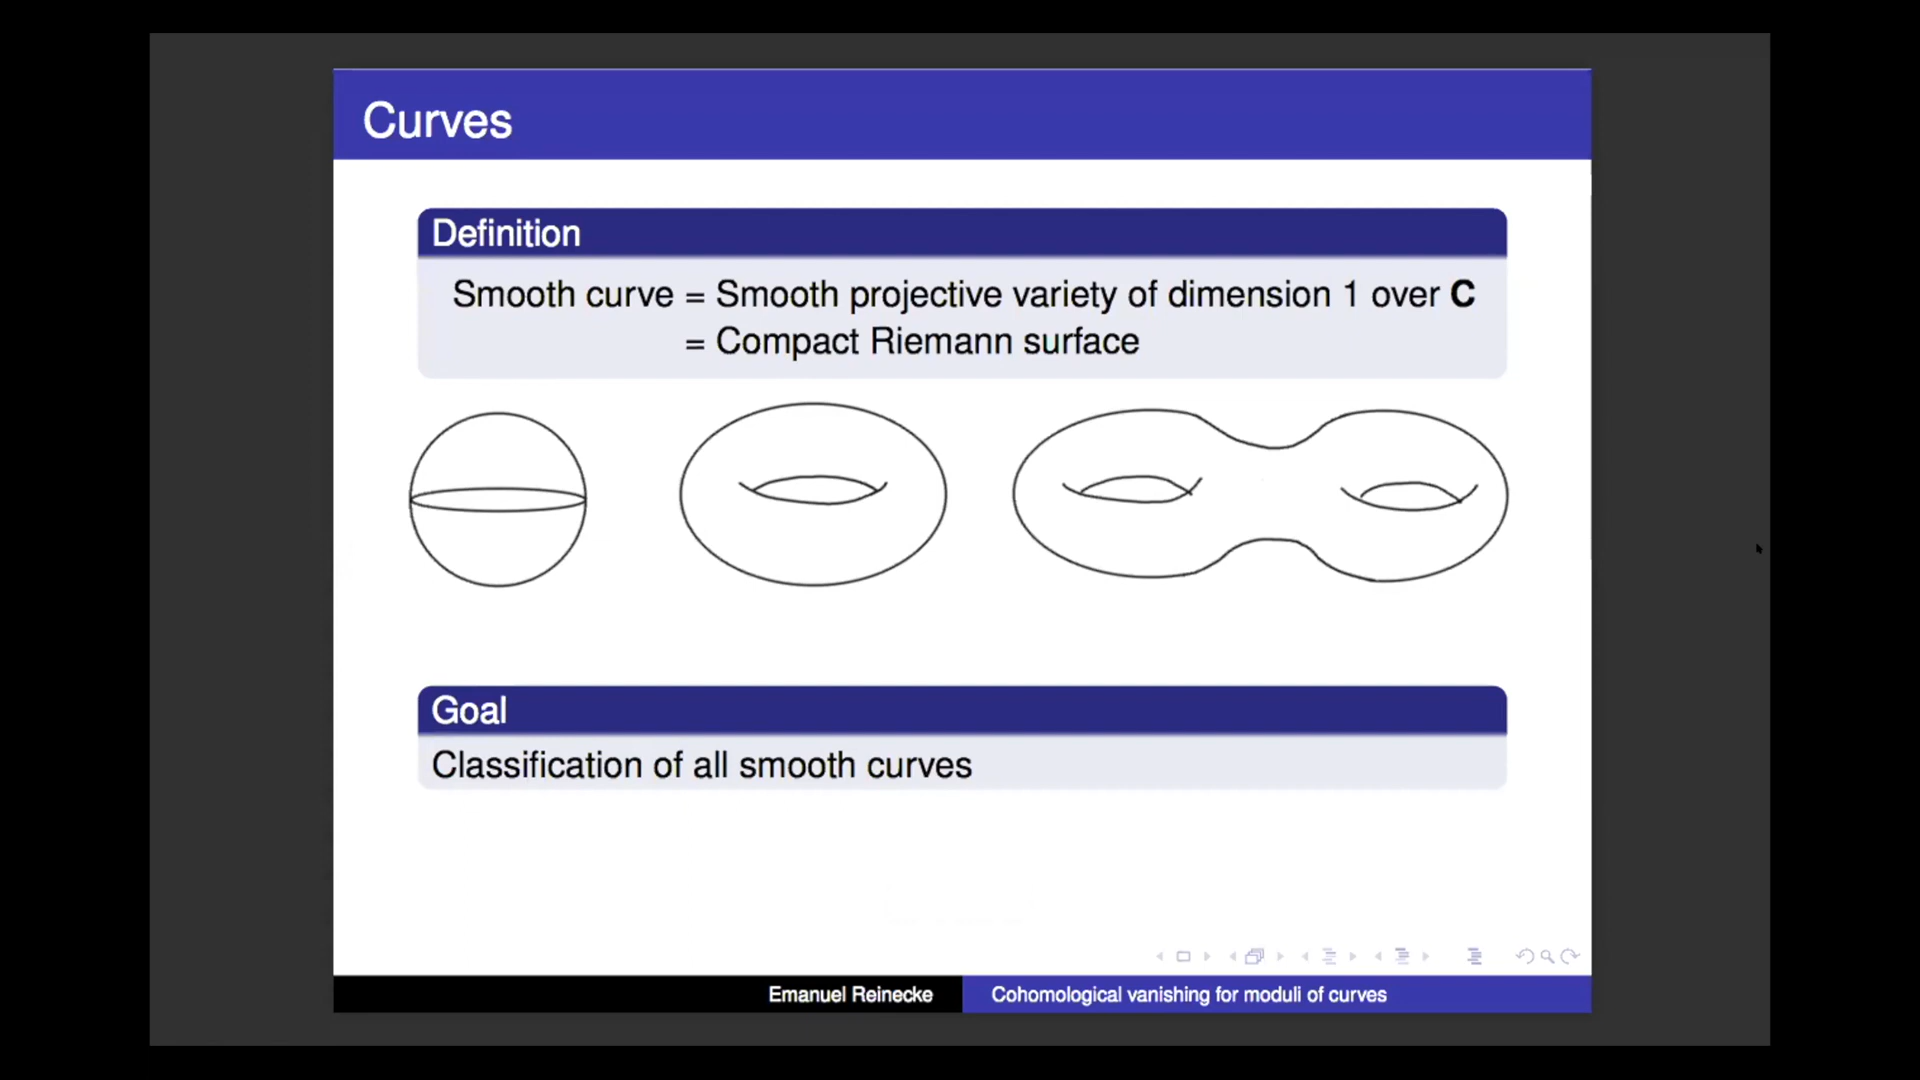 Curves
Definition
Smooth curve = Smooth projective variety of dimension 1 over C
= Compact Riemann surface
Goal
Classification of all smooth curves
Emanuel Reinecke
Cohomological vanishing for moduli of curves